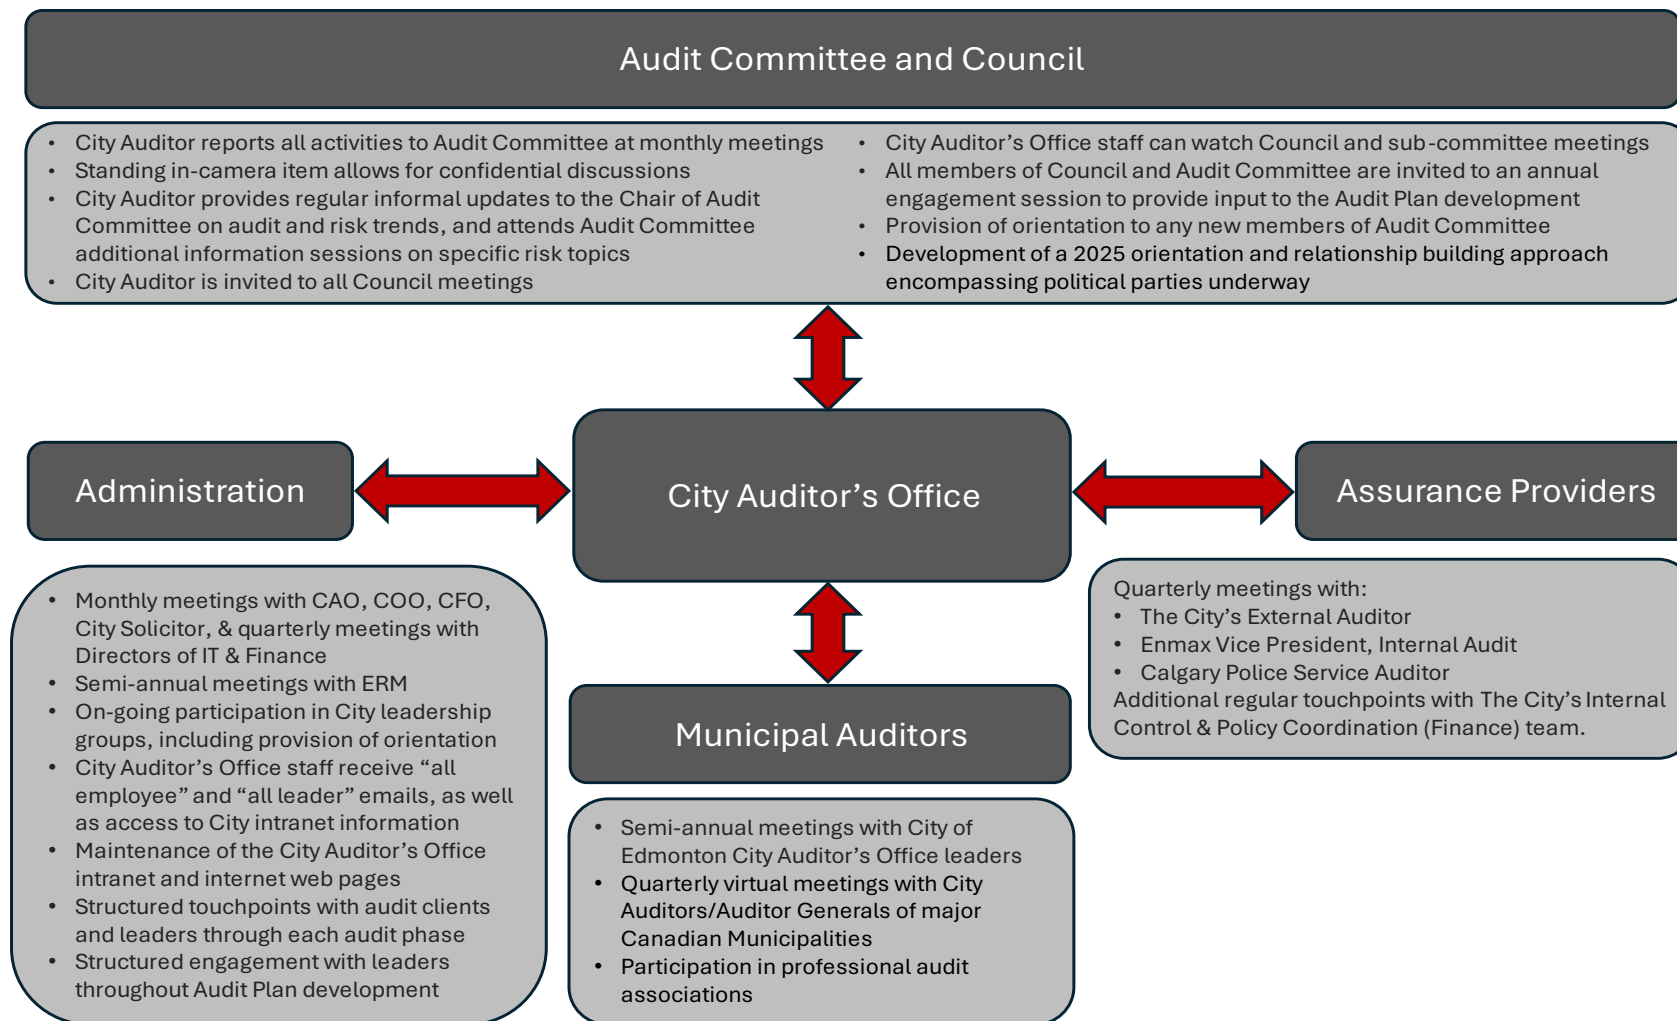 Audit Committee and Council
• City Auditor reports all activities to Audit Committee at monthly meetings
• Standing in-camera item allows for confidential discussions
• City Auditor provides regular informal updates to the Chair of Audit
Committee on audit and risk trends, and attends Audit Committee
additional information sessions on specific risk topics
• City Auditor is invited to all Council meetings
• City Auditor’s Office staff can watch Council and sub-committee meetings
• All members of Council and Audit Committee are invited to an annual
engagement session to provide input to the Audit Plan development
• Provision of orientation to any new members of Audit Committee
• Development of a 2025 orientation and relationship building approach
encompassing political parties underway
Administration
City Auditor’s Office
Assurance Providers
• Monthly meetings with CAO, COO, CFO,
City Solicitor, & quarterly meetings with
Directors of IT & Finance
• Semi-annual meetings with ERM
• On-going participation in City leadership
groups, including provision of orientation
• City Auditor’s Office staff receive “all
employee” and “all leader” emails, as well
as access to City intranet information
• Maintenance of the City Auditor’s Office
intranet and internet web pages
• Structured touchpoints with audit clients
and leaders through each audit phase
• Structured engagement with leaders
throughout Audit Plan development
Municipal Auditors
• Semi-annual meetings with City of
Edmonton City Auditor’s Office leaders
• Quarterly virtual meetings with City
Auditors/Auditor Generals of major
Canadian Municipalities
• Participation in professional audit
associations
Quarterly meetings with:
• The City’s External Auditor
• Enmax Vice President, Internal Audit
• Calgary Police Service Auditor
Additional regular touchpoints with The City’s Internal
Control & Policy Coordination (Finance) team.